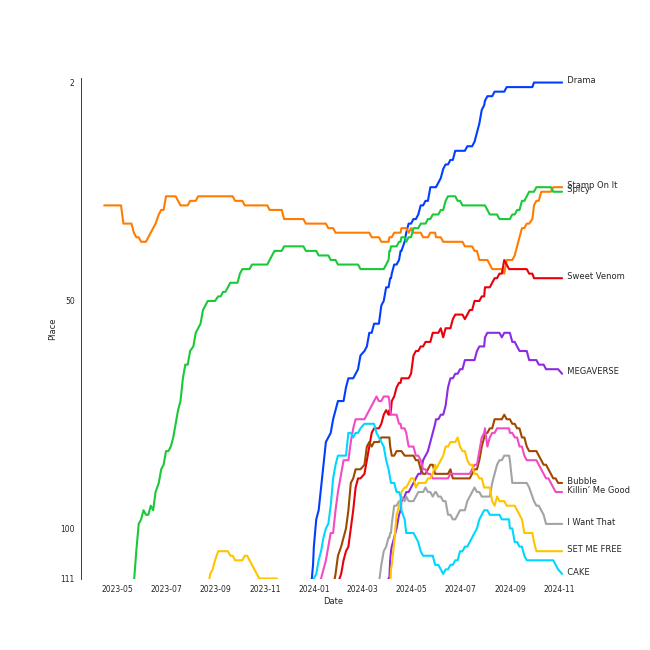 2
Drama
Stamp On It
Spicy
Sweet Venom
50
Place
MEGAVERSE
Bubble
Killin' Me Good
I Want That
100
SET ME FREE
CAKE
111
2023-05 2023-07 2023-09 2023-11 2024-01 2024-03 2024-05 2024-07 2024-09 2024-11
Date